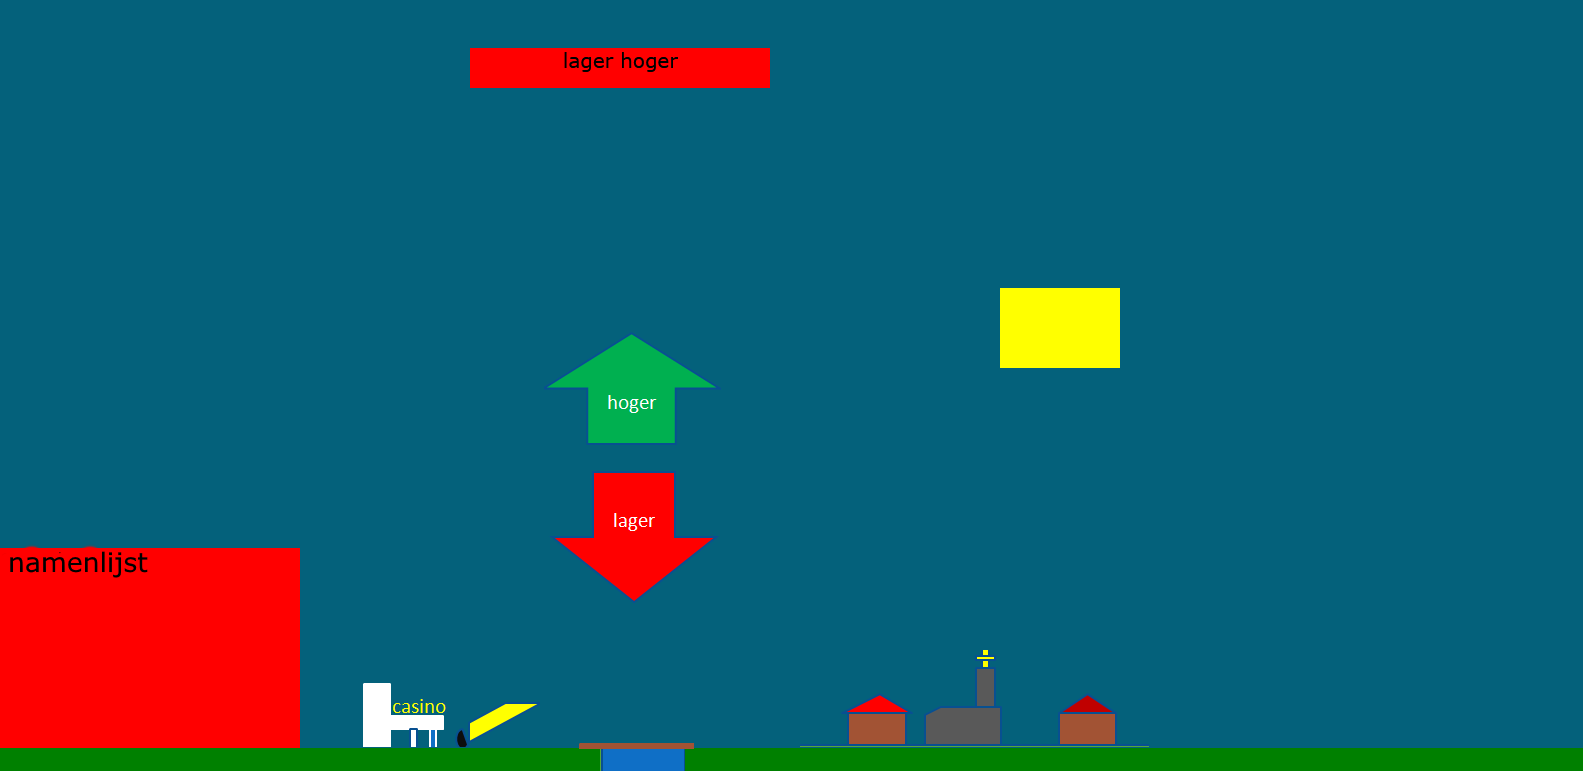 lager hoger
hoger
lager
namenlijst
casino